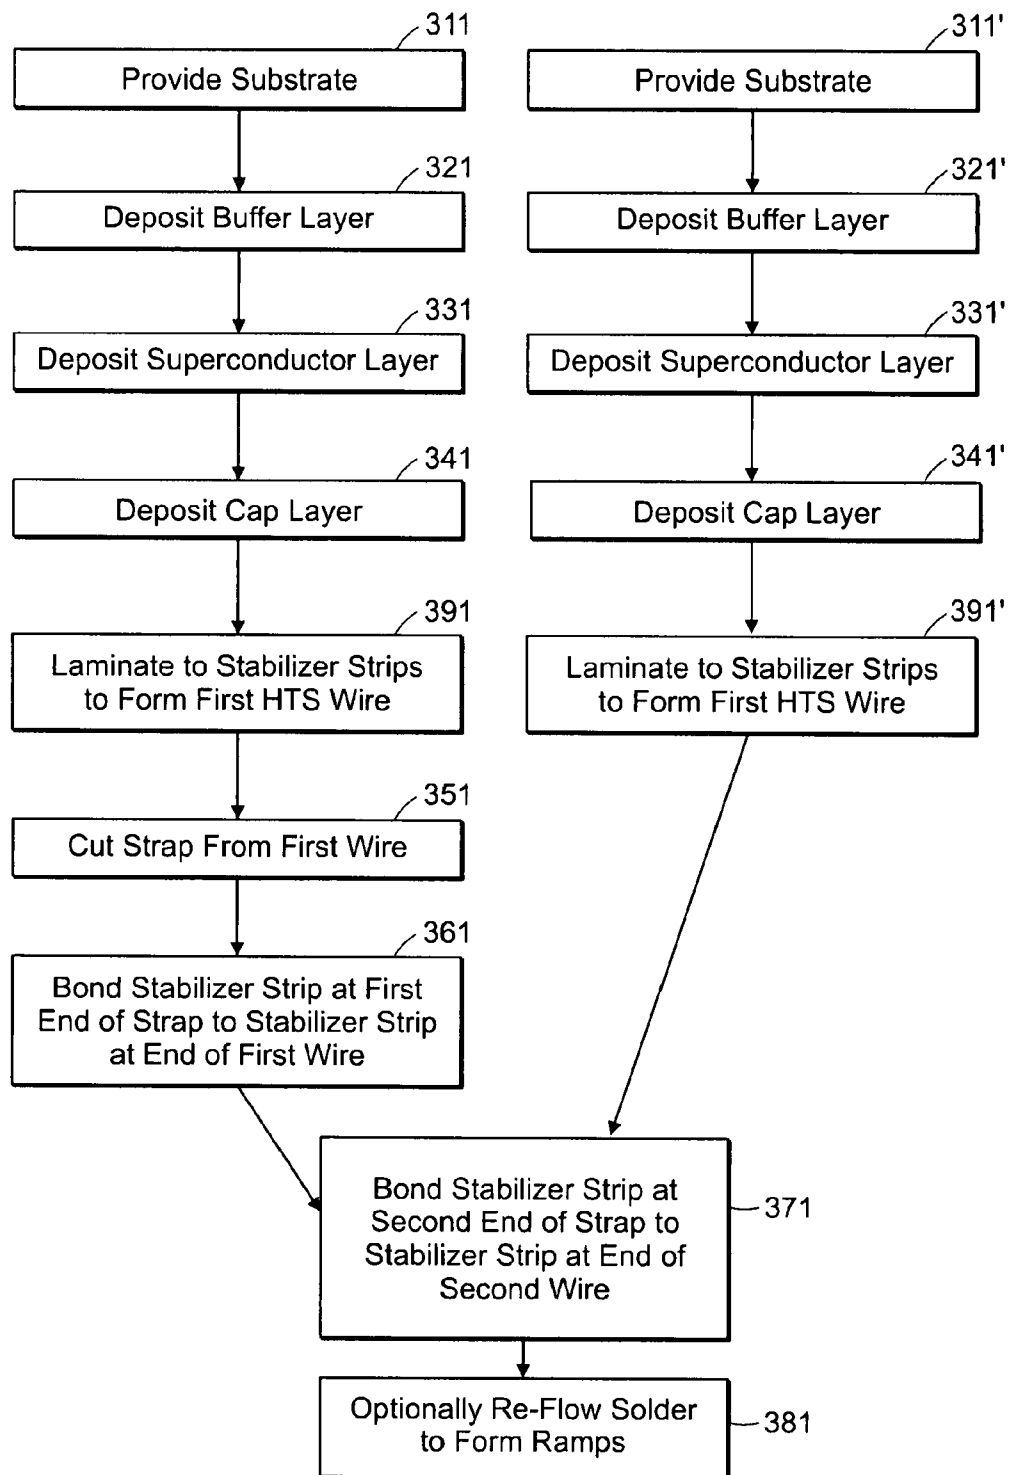 311
Provide Substrate
311'
Provide Substrate
321
Deposit Buffer Layer
321'
Deposit Buffer Layer
331
Deposit Superconductor Layer
331'
Deposit Superconductor Layer
341
Deposit Cap Layer
341'
Deposit Cap Layer
391
Laminate to Stabilizer Strips
to Form First HTS Wire
391'
Laminate to Stabilizer Strips
to Form First HTS Wire
351
Cut Strap From First Wire
361
Bond Stabilizer Strip at First
End of Strap to Stabilizer Strip
at End of First Wire
Bond Stabilizer Strip at
Second End of Strap to
Stabilizer Strip at End of
Second Wire
371
Optionally Re-Flow Solder
to Form Ramps
381